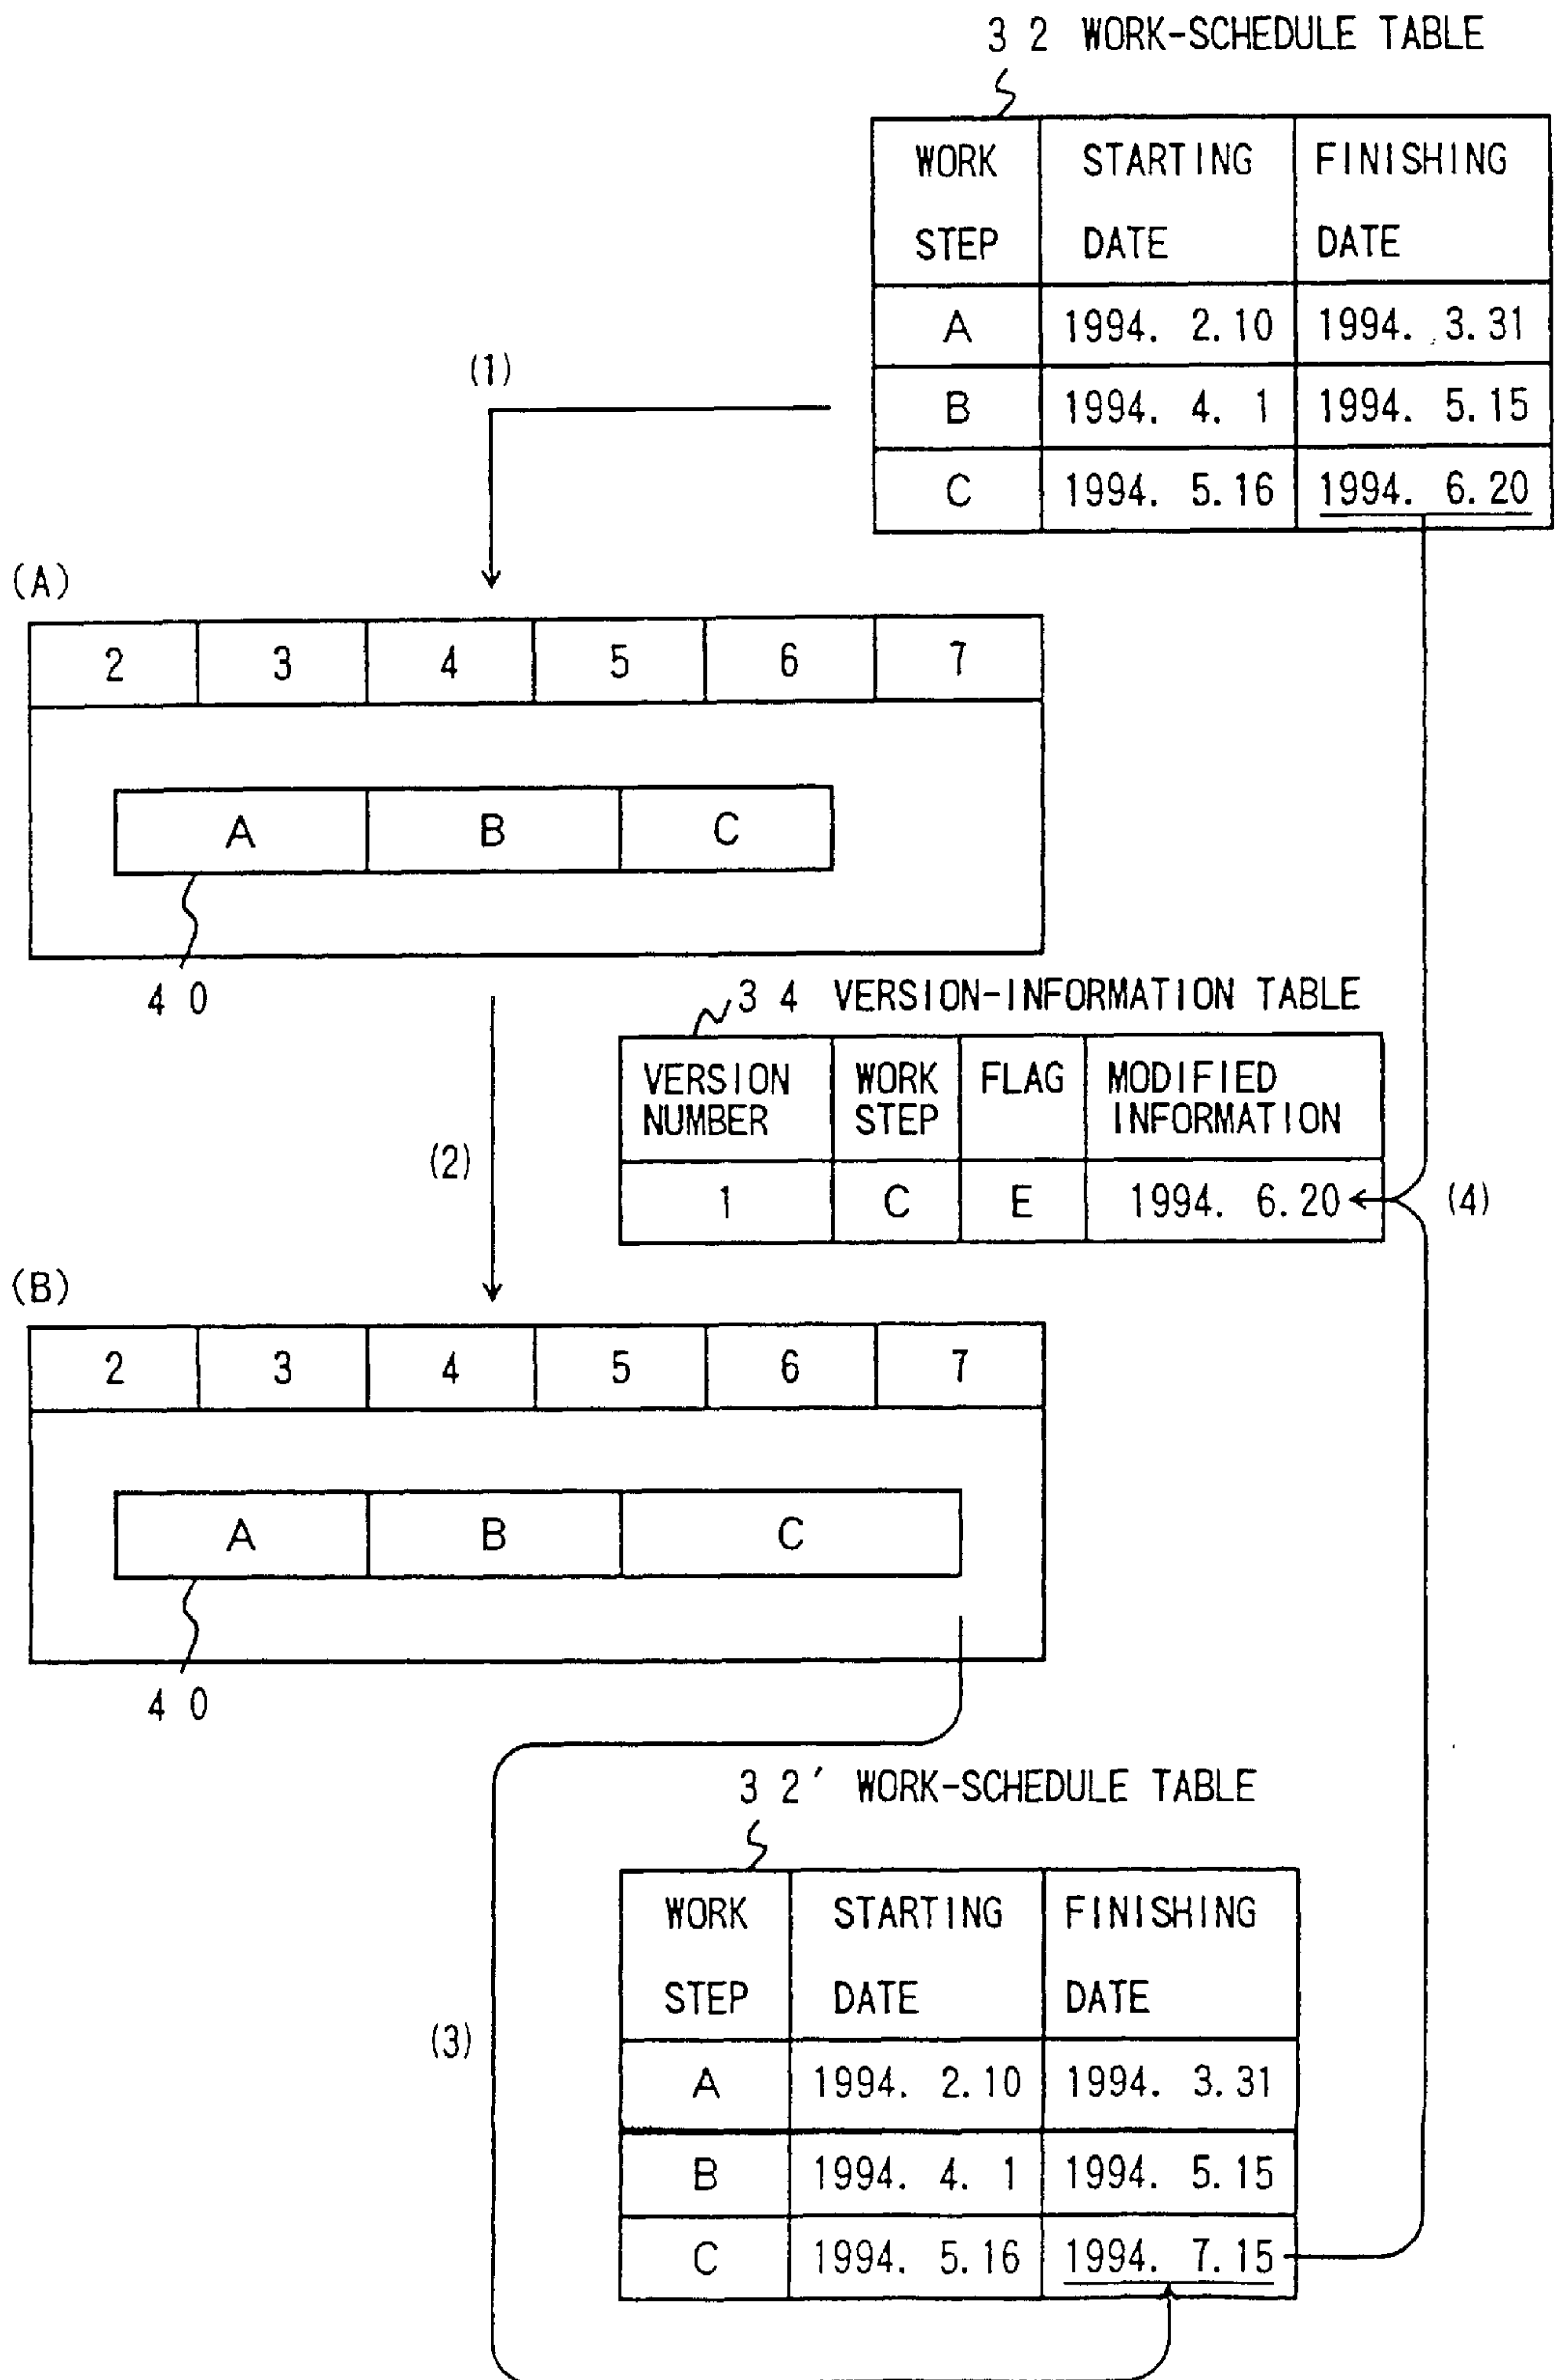 3 2 WORK-SCHEDULE TABLE
WORK STEP STARTING DATE FINISHING DATE
A 1994. 2.10 1994. 3.31
B 1994. 4. 1 1994. 5.15
C 1994. 5.16 1994. 6.20
(1)
(A)
2 3 4 5 6 7
A B C
4 0
3 4 VERSION-INFORMATION TABLE
VERSION NUMBER WORK STEP FLAG MODIFIED INFORMATION
1 C E 1994. 6.20
(2)
(4)
(B)
2 3 4 5 6 7
A B C
4 0
3 2' WORK-SCHEDULE TABLE
WORK STEP STARTING DATE FINISHING DATE
A 1994. 2.10 1994. 3.31
B 1994. 4. 1 1994. 5.15
C 1994. 5.16 1994. 7.15
(3)